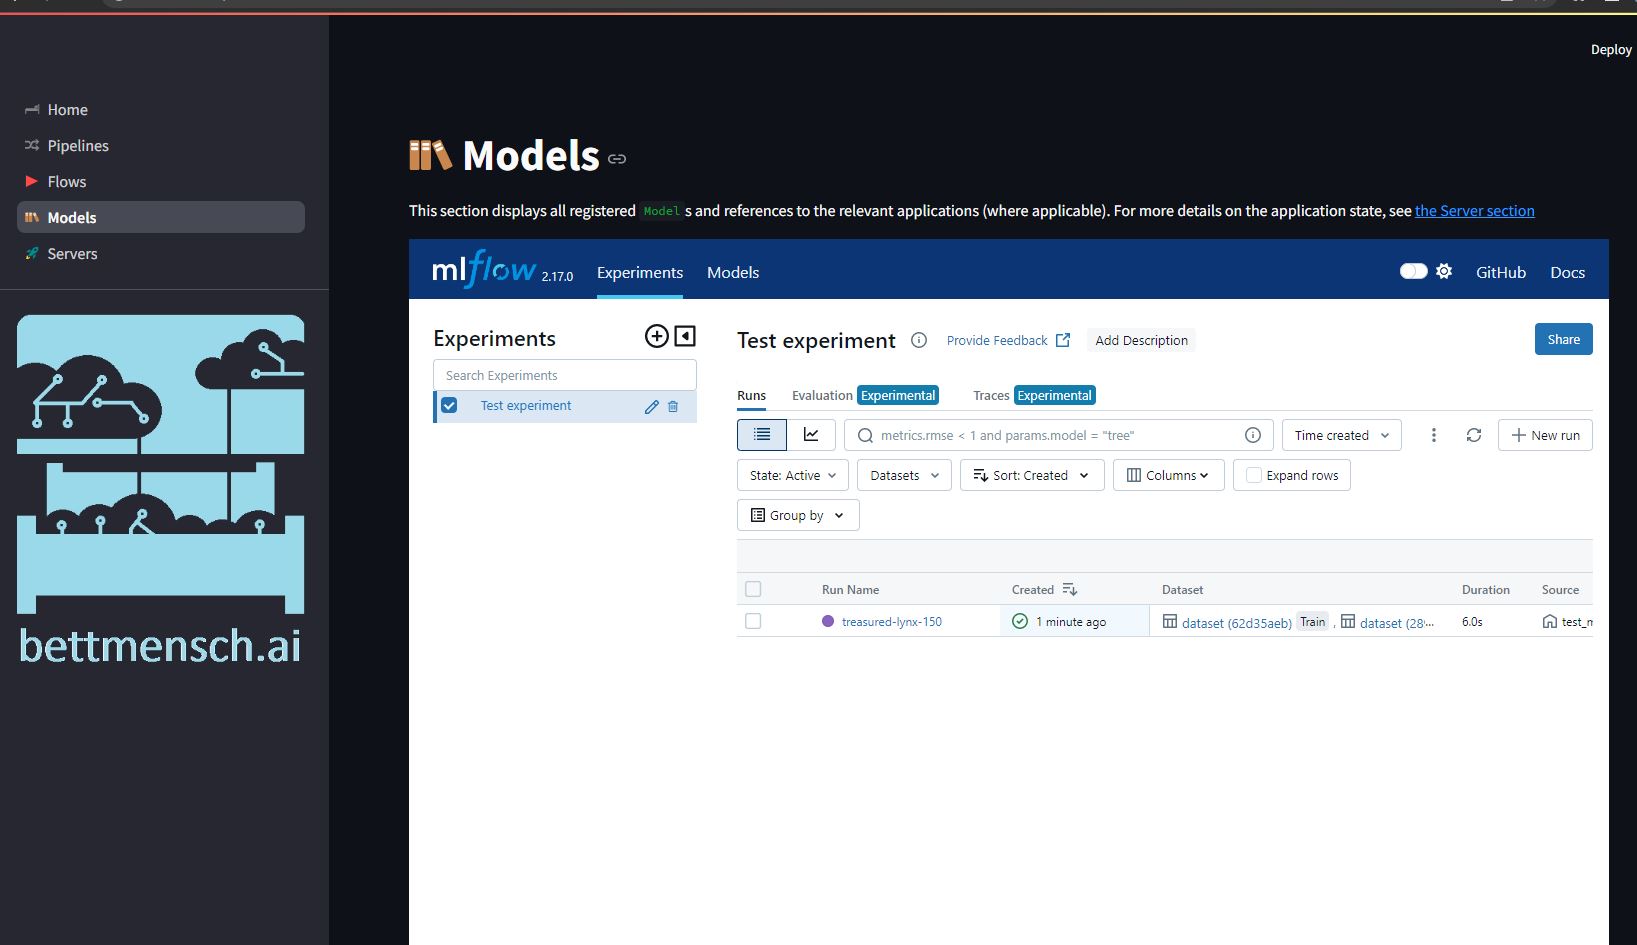 Deploy
Home
Pipelines
Flows
Models
Servers
bettmensch.ai
Models
This section displays all registered Model s and references to the relevant applications (where applicable). For more details on the application state, see the Server section
mlflow 2.17.0 Experiments Models GitHub Docs
Experiments
Search Experiments
Test experiment
Test experiment Provide Feedback Add Description Share
Runs Evaluation Experimental Traces Experimental
metrics.rmse < 1 and params.model = "tree" Time created New run
State: Active Datasets Sort: Created Columns Expand rows
Group by
Run Name Created Dataset Duration Source
treasured-lynx-150 1 minute ago dataset (62d35aeb) Train , dataset (28... 6.0s test_